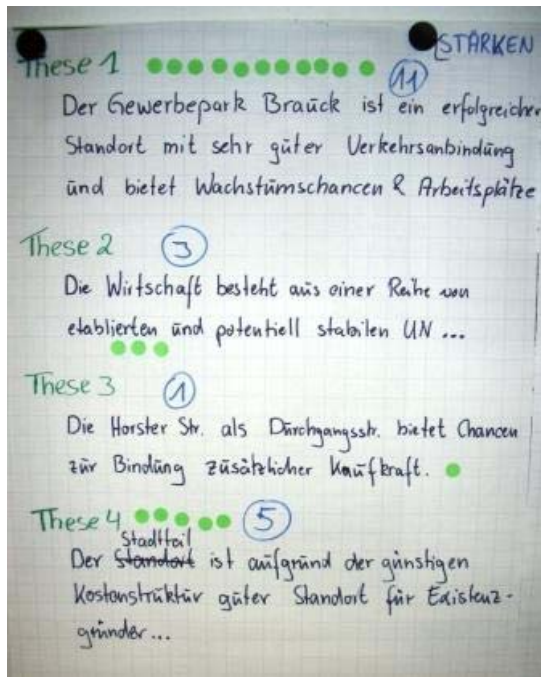 STÄRKEN
These 1 11
Der Gewerbepark Brauck ist ein erfolgreicher
Standort mit sehr guter Verkehrsanbindung
und bietet Wachstumschancen & Arbeitsplätze
These 2 3
Die Wirtschaft besteht aus einer Reihe von
etablierten und potentiell stabilen UN ...
These 3 1
Die Horster Str. als Durchgangsstr. bietet Chancen
zur Bindung zusätzlicher Kaufkraft.
These 4 5
Stadtteil
Der Standort ist aufgrund der günstigen
Kostenstruktur guter Standort für Existenz-
gründer ...